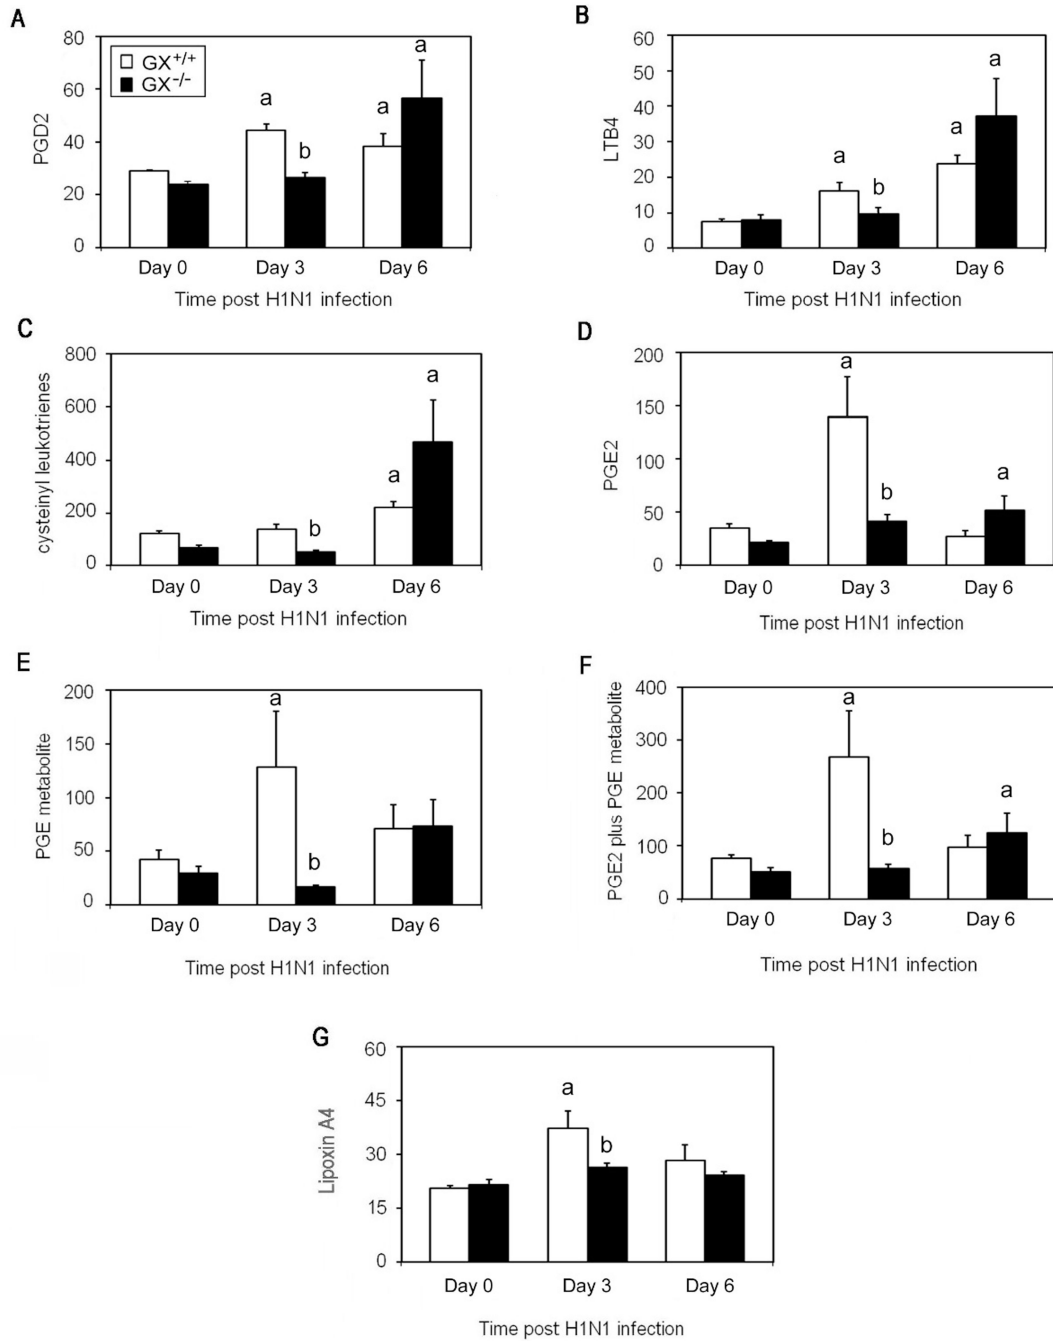 A
PGD2
80
60
40
20
0
GX+/+
GX-/-
a
b
a
a
Day 0 Day 3 Day 6
Time post H1N1 infection
B
LTB4
60
50
40
30
20
10
0
a
b
a
a
Day 0 Day 3 Day 6
Time post H1N1 infection
C
cysteinyl leukotrienes
800
600
400
200
0
b
a
a
Day 0 Day 3 Day 6
Time post H1N1 infection
D
PGE2
200
150
100
50
0
a
b
a
Day 0 Day 3 Day 6
Time post H1N1 infection
E
PGE metabolite
200
150
100
50
0
a
b
Day 0 Day 3 Day 6
Time post H1N1 infection
F
PGE2 plus PGE metabolite
400
300
200
100
0
a
b
a
Day 0 Day 3 Day 6
Time post H1N1 infection
G
Lipoxin A4
60
45
30
15
0
a
b
Day 0 Day 3 Day 6
Time post H1N1 infection